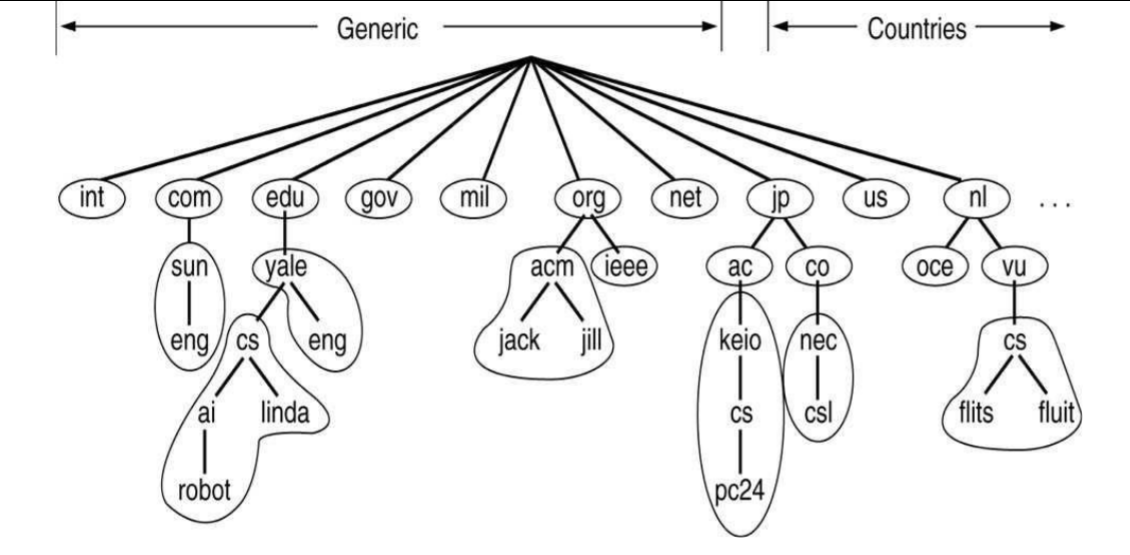 Generic Countries
int com edu gov mil org net jp us nl ...
sun yale acm ieee ac co oce vu
eng cs eng jack jill keio nec cs
ai linda cs csl flits fluit
robot pc24